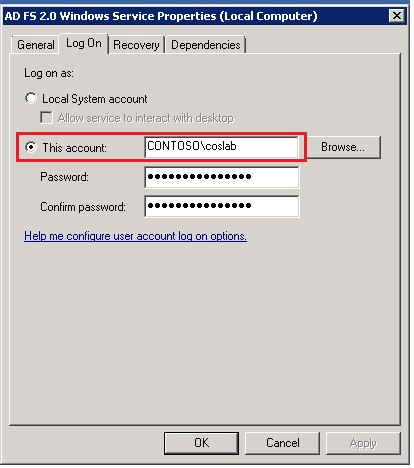 AD FS 2.0 Windows Service Properties (Local Computer)
General Log On Recovery Dependencies
Log on as:
Local System account
Allow service to interact with desktop
This account: CONTOSO\coslab Browse...
Password: ●●●●●●●●●●●●●●●
Confirm password: ●●●●●●●●●●●●●●●
Help me configure user account log on options.
OK Cancel Apply